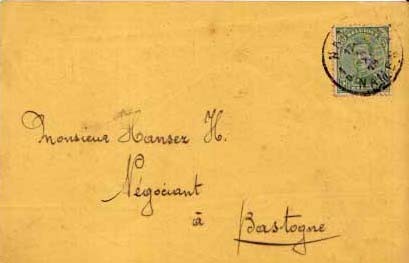 Monsieur Hanser H.
Négociant
à Bastogne